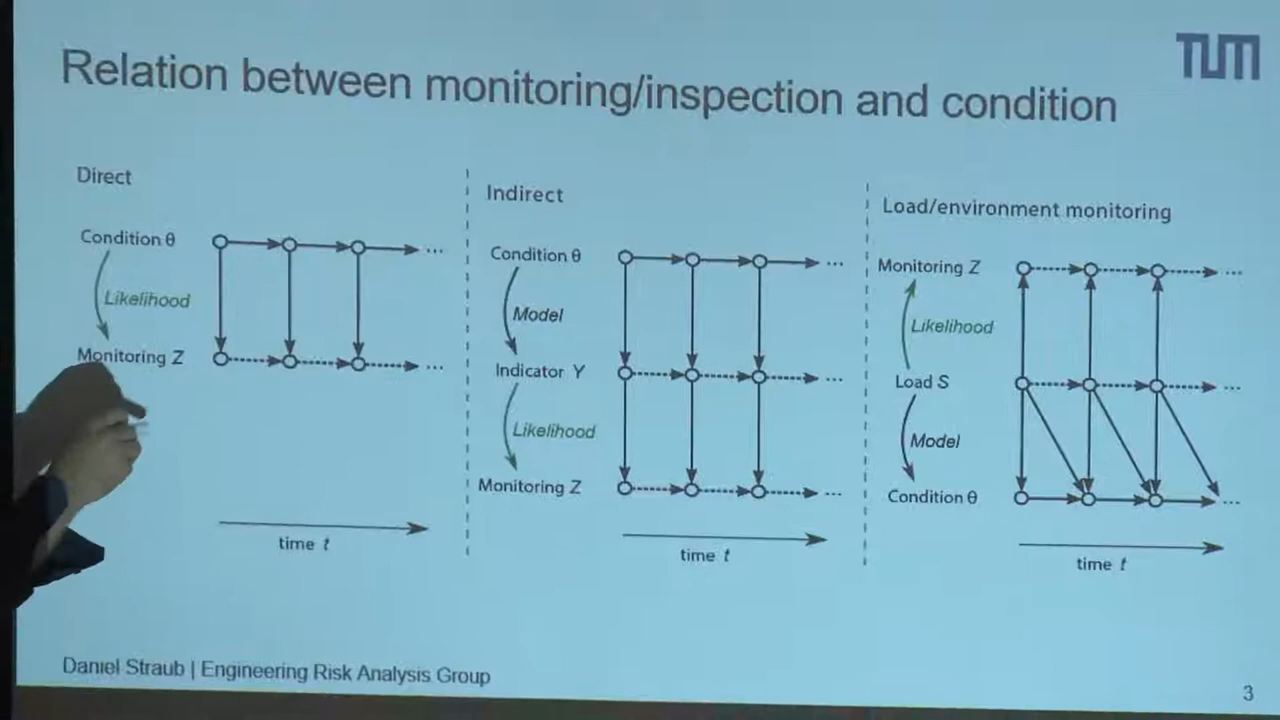 TUM
Relation between monitoring/inspection and condition
Direct
Condition θ
Likelihood
Monitoring Z
...
...
time t
Indirect
Condition θ
Model
Indicator Y
Likelihood
Monitoring Z
...
...
...
time t
Load/environment monitoring
Monitoring Z
Likelihood
Load S
Model
Condition θ
...
...
...
time t
Daniel Straub | Engineering Risk Analysis Group
3